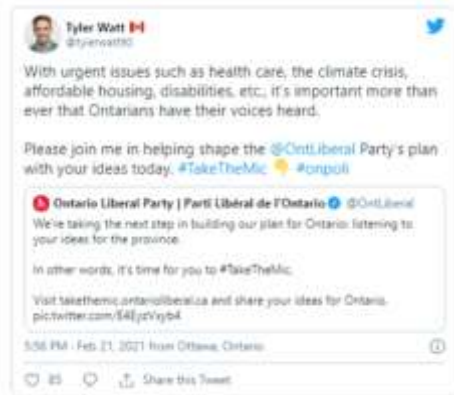 Tyler Watt 🇨🇦
@tylerwatt90
With urgent issues such as health care, the climate crisis,
affordable housing, disabilities, etc., it's important more than
ever that Ontarians have their voices heard.
Please join me in helping shape the @OntLiberal Party's plan
with your ideas today. #TakeTheMic 👇 #onpoli
Ontario Liberal Party | Parti Libéral de l'Ontario @OntLiberal
We're taking the next step in building our plan for Ontario: listening to
your ideas for the province.
In other words, it's time for you to #TakeTheMic.
Visit takethemic.ontarioliberal.ca and share your ideas for Ontario.
5:56 PM · Feb 21, 2021 from Ottawa, Ontario
85 Share this Tweet